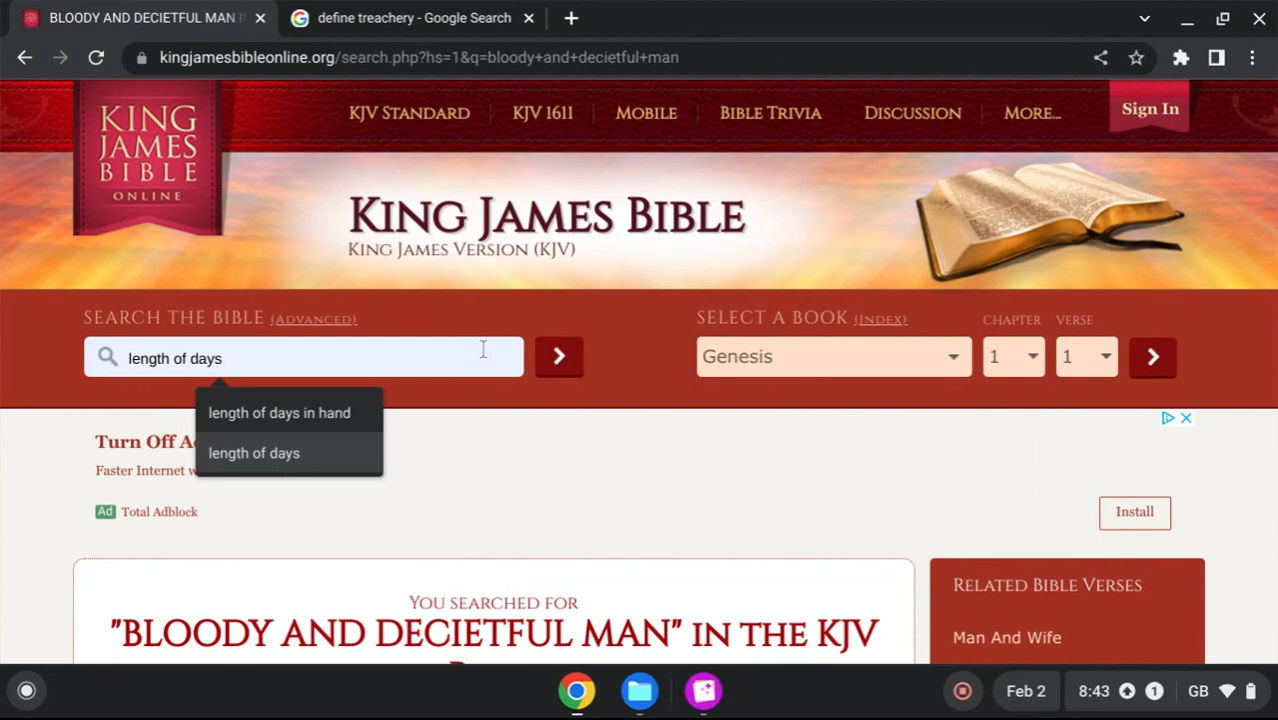 BLOODY AND DECIETFUL MAN I
define treachery - Google Search
kingjamesbibleonline.org/search.php?hs=1&q=bloody+and+decietful+man
KING
JAMES
BIBLE
ONLINE
KJV STANDARD
KJV 1611
MOBILE
BIBLE TRIVIA
DISCUSSION
MORE...
Sign In
KING JAMES BIBLE
KING JAMES VERSION (KJV)
SEARCH THE BIBLE (ADVANCED)
SELECT A BOOK (INDEX)
CHAPTER
VERSE
length of days
Genesis
1
1
length of days in hand
length of days
Turn Off
Faster Internet
Ad Total Adblock
Install
YOU SEARCHED FOR
"BLOODY AND DECIETFUL MAN" IN THE KJV
RELATED BIBLE VERSES
Man And Wife
Feb 2
8:43
1
GB